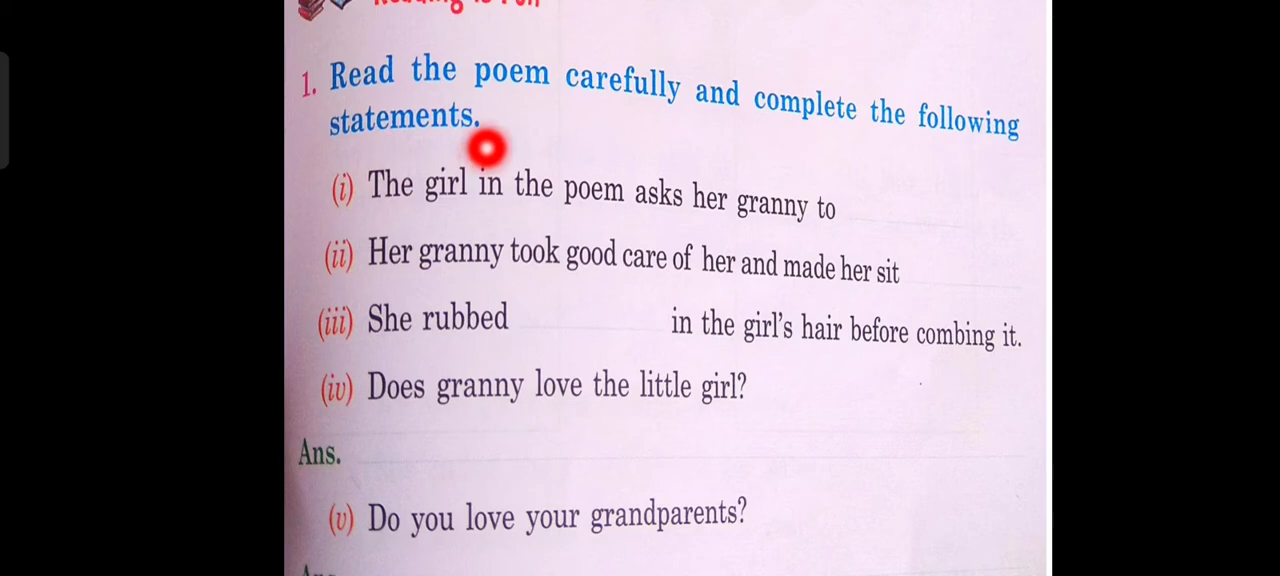 1. Read the poem carefully and complete the following
statements.
(i) The girl in the poem asks her granny to
(ii) Her granny took good care of her and made her sit
(iii) She rubbed in the girl's hair before combing it.
(iv) Does granny love the little girl?
Ans.
(v) Do you love your grandparents?